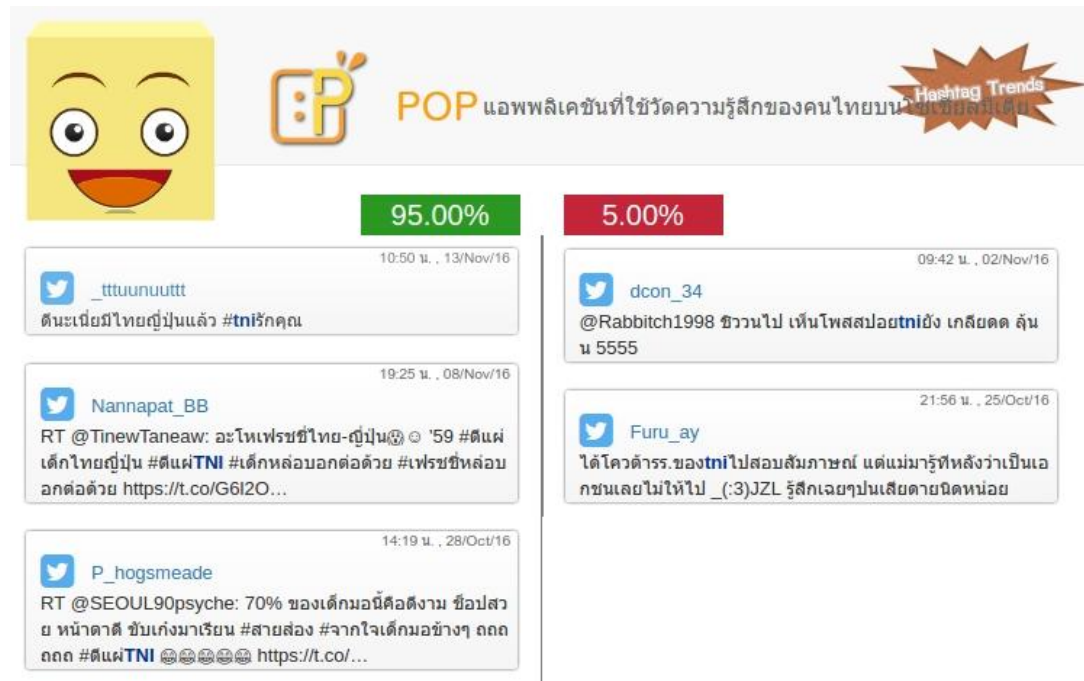 :P
POP แอพพลิเคชันที่ใช้วัดความรู้สึกของคนไทยบนโซเชียลมีเดีย
Hashtag Trends
95.00%
10:50 น. , 13/Nov/16
_tttuunuuttt
ดีนะเนี่ยมีไทยญี่ปุ่นแล้ว #tniรักคุณ
19:25 น. , 08/Nov/16
Nannapat_BB
RT @TinewTaneaw: อะโหเฟรชชี่ไทย-ญี่ปุ่น😱☺ '59 #ตีแผ่
เด็กไทยญี่ปุ่น #ตีแผ่TNI #เด็กหล่อบอกต่อด้วย #เฟรชชี่หล่อบ
อกต่อด้วย https://t.co/G6I2O…
14:19 น. , 28/Oct/16
P_hogsmeade
RT @SEOUL90psyche: 70% ของเด็กมอนี้คือดีงาม ช็อปสว
ย หน้าตาดี ขับเก๋งมาเรียน #สายส่อง #จากใจเด็กมอข้างๆ ถถถ
ถถถ #ตีแผ่TNI 😂😂😂😂😂 https://t.co/…
5.00%
09:42 น. , 02/Nov/16
dcon_34
@Rabbitch1998 ชิววนไป เห็นโพสสปอยtniยัง เกลียดด ลุ้น
น 5555
21:56 น. , 25/Oct/16
Furu_ay
ได้โควต้ารร.ของtniไปสอบสัมภาษณ์ แต่แม่มารู้ทีหลังว่าเป็นเอ
กชนเลยไม่ให้ไป _(:3)JZL รู้สึกเฉยๆปนเสียดายนิดหน่อย